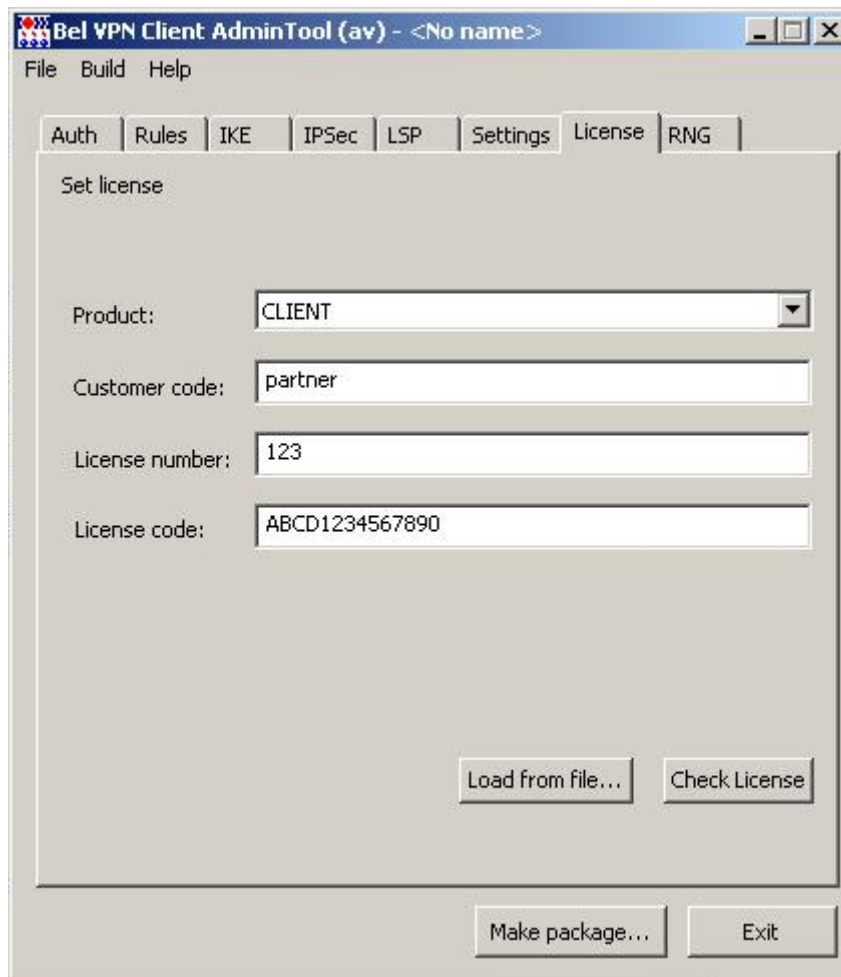 Bel VPN Client AdminTool (av) - <No name>
File Build Help
Auth Rules IKE IPSec LSP Settings License RNG
Set license
Product: CLIENT
Customer code: partner
License number: 123
License code: ABCD1234567890
Load from file... Check License
Make package... Exit